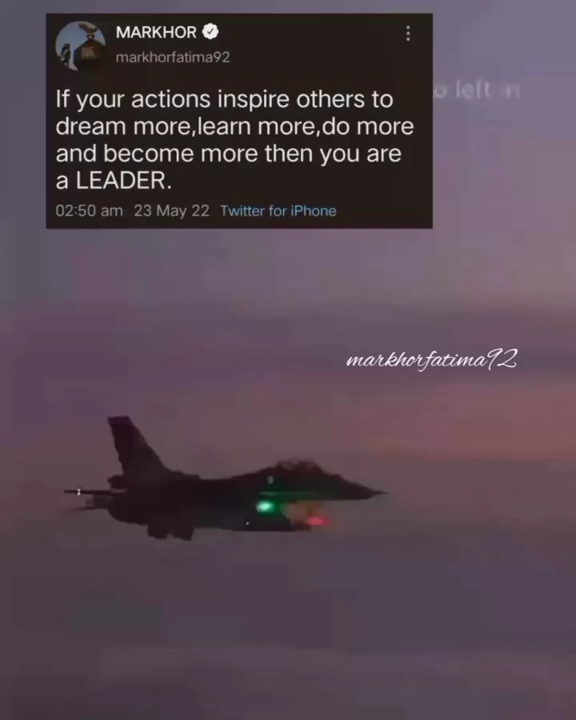 MARKHOR
markhorfatima92
If your actions inspire others to
dream more,learn more,do more
and become more then you are
a LEADER.
02:50 am 23 May 22 Twitter for iPhone
left
markhorfatima92